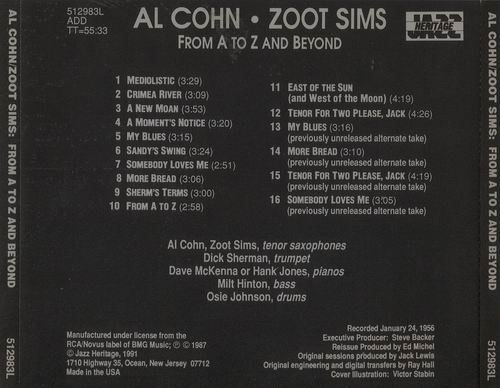 512983L
ADD
TT=55:33
AL COHN • ZOOT SIMS
FROM A TO Z AND BEYOND
JAZZ
HERITAGE
1 MEDIOLISTIC (3:29)
2 CRIMEA RIVER (3:09)
3 A NEW MOAN (3:53)
4 A MOMENT'S NOTICE (3:20)
5 MY BLUES (3:15)
6 SANDY'S SWING (3:24)
7 SOMEBODY LOVES ME (2:51)
8 MORE BREAD (3:06)
9 SHERM'S TERMS (3:00)
10 FROM A TO Z (2:58)
11 EAST OF THE SUN
(and West of the Moon) (4:19)
12 TENOR FOR TWO PLEASE, JACK (4:26)
13 MY BLUES (3:16)
(previously unreleased alternate take)
14 MORE BREAD (3:10)
(previously unreleased alternate take)
15 TENOR FOR TWO PLEASE, JACK (4:19)
(previously unreleased alternate take)
16 SOMEBODY LOVES ME (3:05)
(previously unreleased alternate take)
Al Cohn, Zoot Sims, tenor saxophones
Dick Sherman, trumpet
Dave McKenna or Hank Jones, pianos
Milt Hinton, bass
Osie Johnson, drums
Manufactured under license from the
RCA/Novus label of BMG Music; ℗ © 1987
© Jazz Heritage, 1991
1710 Highway 35, Ocean, New Jersey 07712
Made in the USA
Recorded January 24, 1956
Executive Producer: Steve Backer
Reissue Produced by Ed Michel
Original sessions produced by Jack Lewis
Original engineering and digital transfers by Ray Hall
Cover Illustration: Victor Stabin
AL COHN/ZOOT SIMS: FROM A TO Z AND BEYOND 512983L
AL COHN/ZOOT SIMS: FROM A TO Z AND BEYOND 512983L